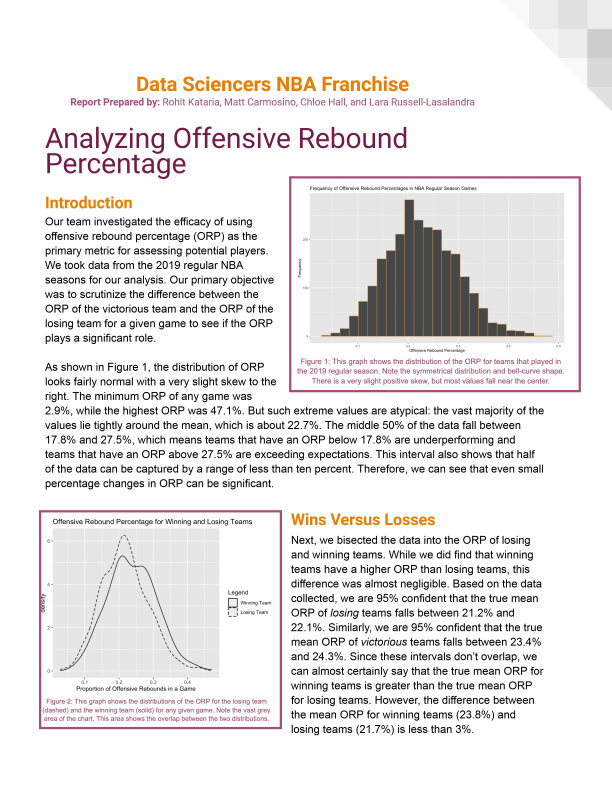 Data Sciencers NBA Franchise
Report Prepared by: Rohit Kataria, Matt Carmosino, Chloe Hall, and Lara Russell-Lasalandra
Analyzing Offensive Rebound
Percentage
Introduction
Our team investigated the efficacy of using
offensive rebound percentage (ORP) as the
primary metric for assessing potential players.
We took data from the 2019 regular NBA
seasons for our analysis. Our primary objective
was to scrutinize the difference between the
ORP of the victorious team and the ORP of the
losing team for a given game to see if the ORP
plays a significant role.
Frequency of Offensive Rebound Percentages in NBA Regular Season Games
Frequency
200
100
0
0.1 0.2 0.3 0.4 0.5
Offensive Rebound Percentage
Figure 1: This graph shows the distribution of the ORP for teams that played in
the 2019 regular season. Note the symmetrical distribution and bell-curve shape.
There is a very slight positive skew, but most values fall near the center.
As shown in Figure 1, the distribution of ORP
looks fairly normal with a very slight skew to the
right. The minimum ORP of any game was
2.9%, while the highest ORP was 47.1%. But such extreme values are atypical: the vast majority of the
values lie tightly around the mean, which is about 22.7%. The middle 50% of the data fall between
17.8% and 27.5%, which means teams that have an ORP below 17.8% are underperforming and
teams that have an ORP above 27.5% are exceeding expectations. This interval also shows that half
of the data can be captured by a range of less than ten percent. Therefore, we can see that even small
percentage changes in ORP can be significant.
Offensive Rebound Percentage for Winning and Losing Teams
density
6
4
2
0
0.1 0.2 0.3 0.4
Proportion of Offensive Rebounds in a Game
Legend
Winning Team
Losing Team
Figure 2: This graph shows the distributions of the ORP for the losing team
(dashed) and the winning team (solid) for any given game. Note the vast grey
area of the chart. This area shows the overlap between the two distributions.
Wins Versus Losses
Next, we bisected the data into the ORP of losing
and winning teams. While we did find that winning
teams have a higher ORP than losing teams, this
difference was almost negligible. Based on the data
collected, we are 95% confident that the true mean
ORP of losing teams falls between 21.2% and
22.1%. Similarly, we are 95% confident that the true
mean ORP of victorious teams falls between 23.4%
and 24.3%. Since these intervals don't overlap, we
can almost certainly say that the true mean ORP for
winning teams is greater than the true mean ORP
for losing teams. However, the difference between
the mean ORP for winning teams (23.8%) and
losing teams (21.7%) is less than 3%.